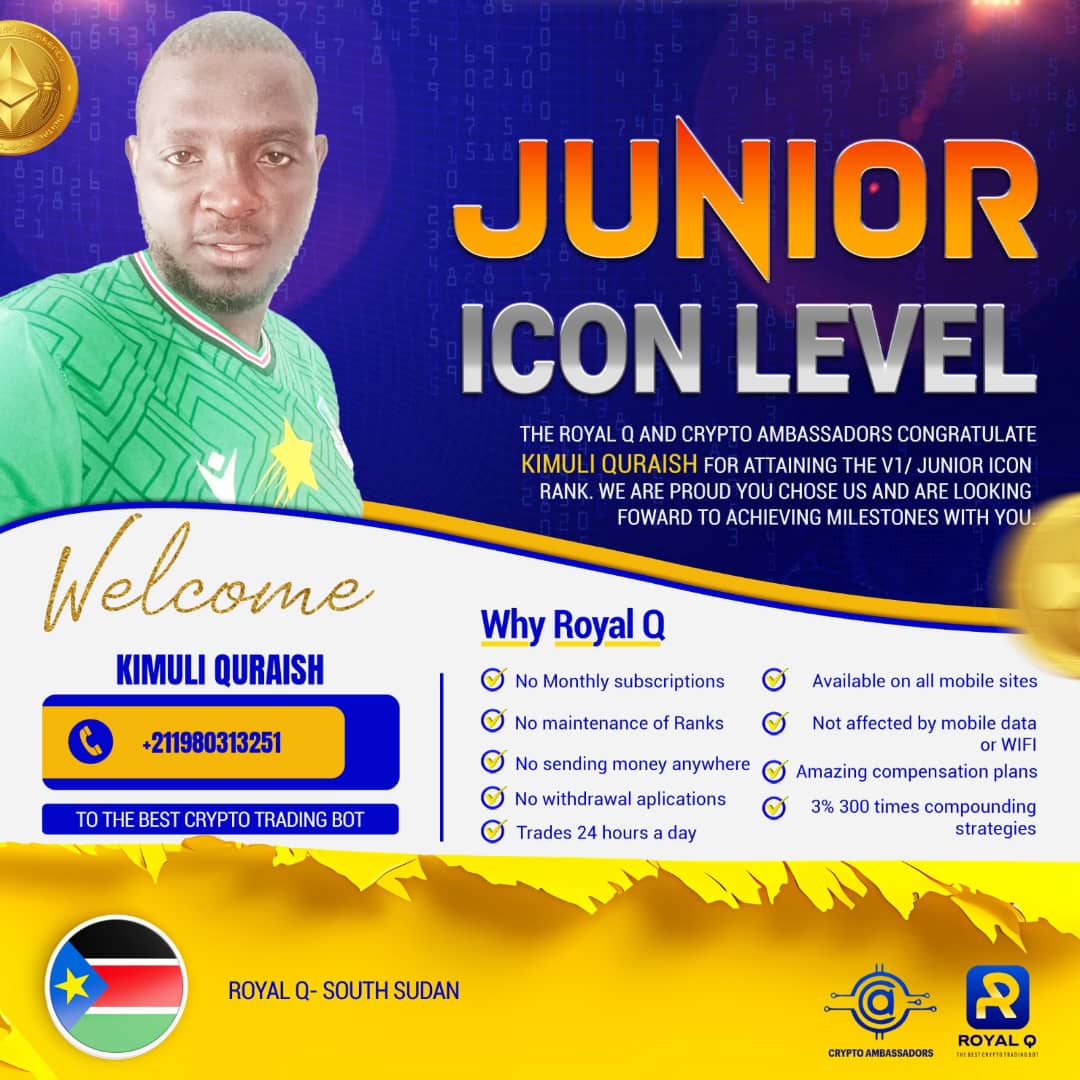 JUNIOR
ICON LEVEL
THE ROYAL Q AND CRYPTO AMBASSADORS CONGRATULATE
KIMULI QURAISH FOR ATTAINING THE V1/ JUNIOR ICON
RANK. WE ARE PROUD YOU CHOSE US AND ARE LOOKING
FOWARD TO ACHIEVING MILESTONES WITH YOU.
Welcome
KIMULI QURAISH
+211980313251
TO THE BEST CRYPTO TRADING BOT
Why Royal Q
No Monthly subscriptions
No maintenance of Ranks
No sending money anywhere
No withdrawal aplications
Trades 24 hours a day
Available on all mobile sites
Not affected by mobile data
or WIFI
Amazing compensation plans
3% 300 times compounding
strategies
ROYAL Q- SOUTH SUDAN
CRYPTO AMBASSADORS
ROYAL Q
THE BEST CRYPTO TRADING BOT